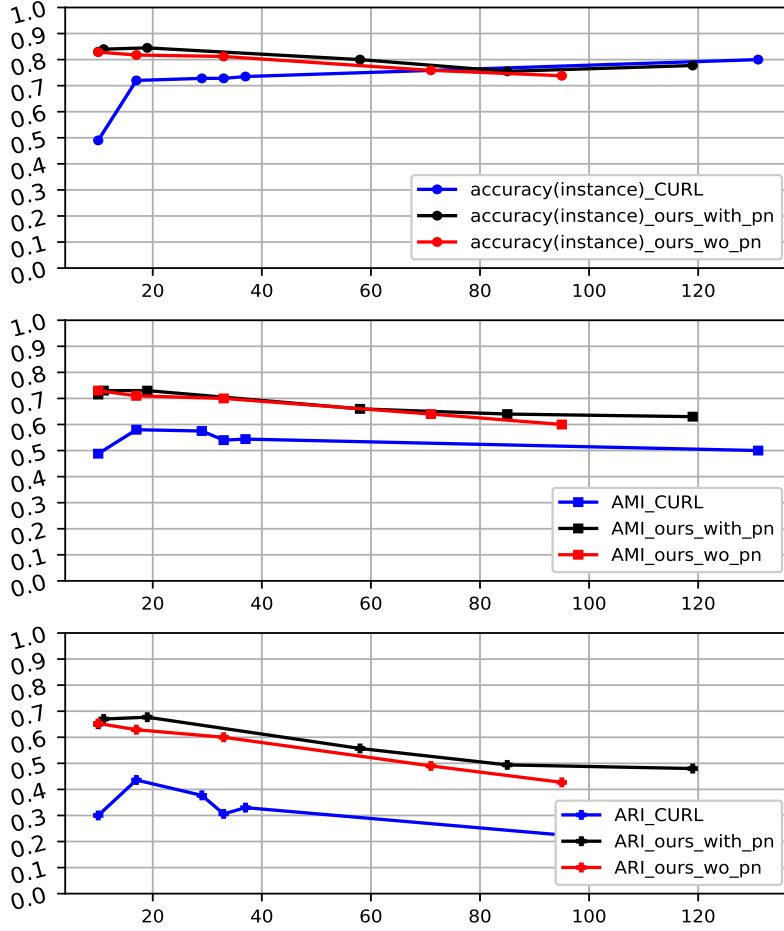 1.0
0.9
0.8
0.7
0.6
0.5
0.4
0.3
0.2
0.1
0.0
accuracy(instance)_CURL
accuracy(instance)_ours_with_pn
accuracy(instance)_ours_wo_pn
20 40 60 80 100 120
1.0
0.9
0.8
0.7
0.6
0.5
0.4
0.3
0.2
0.1
0.0
AMI_CURL
AMI_ours_with_pn
AMI_ours_wo_pn
20 40 60 80 100 120
1.0
0.9
0.8
0.7
0.6
0.5
0.4
0.3
0.2
0.1
0.0
ARI_CURL
ARI_ours_with_pn
ARI_ours_wo_pn
20 40 60 80 100 120